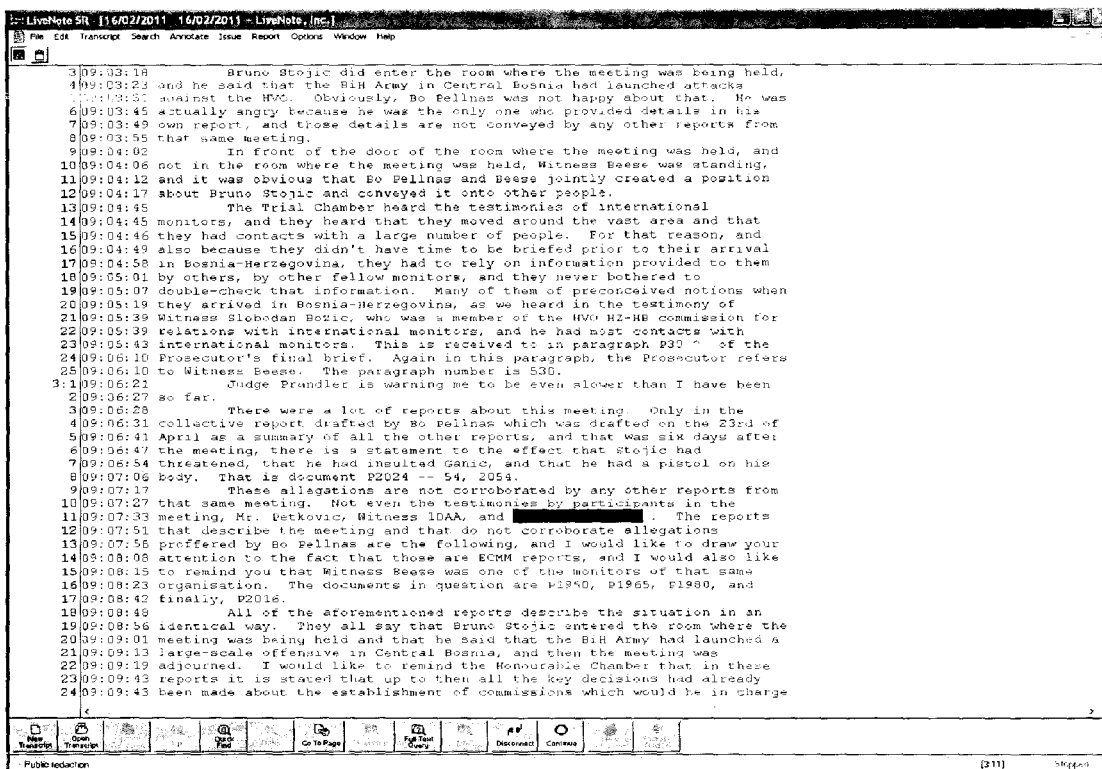 LiveNote SR - [16/02/2011 16/02/2011 - LiveNote, Inc.]
File Edit Transcript Search Annotate Issue Report Options Window Help
3 09:03:18 Bruno Stojic did enter the room where the meeting was being held,
4 09:03:23 and he said that the BiH Army in Central Bosnia had launched attacks
against the HVO. Obviously, Bo Pellnas was not happy about that. He was
6 09:03:45 actually angry because he was the only one who provided details in his
7 09:03:49 own report, and those details are not conveyed by any other reports from
8 09:03:55 that same meeting.
9 09:04:02 In front of the door of the room where the meeting was held, and
10 09:04:06 not in the room where the meeting was held, Witness Beese was standing,
11 09:04:12 and it was obvious that Bo Pellnas and Beese jointly created a position
12 09:04:17 about Bruno Stojic and conveyed it onto other people.
13 09:04:45 The Trial Chamber heard the testimonies of international
14 09:04:45 monitors, and they heard that they moved around the vast area and that
15 09:04:46 they had contacts with a large number of people. For that reason, and
16 09:04:49 also because they didn't have time to be briefed prior to their arrival
17 09:04:58 in Bosnia-Herzegovina, they had to rely on information provided to them
18 09:05:01 by others, by other fellow monitors, and they never bothered to
19 09:05:07 double-check that information. Many of them of preconceived notions when
20 09:05:19 they arrived in Bosnia-Herzegovina, as we heard in the testimony of
21 09:05:39 Witness Slobodan Bozic, who was a member of the HVO HZ-HB commission for
22 09:05:39 relations with international monitors, and he had most contacts with
23 09:05:43 international monitors. This is received to in paragraph P30 ^ of the
24 09:06:10 Prosecutor's final brief. Again in this paragraph, the Prosecutor refers
25 09:06:10 to Witness Beese. The paragraph number is 530.
3:1 09:06:21 Judge Prandler is warning me to be even slower than I have been
2 09:06:27 so far.
3 09:06:28 There were a lot of reports about this meeting. Only in the
4 09:06:31 collective report drafted by Bo Pellnas which was drafted on the 23rd of
5 09:06:41 April as a summary of all the other reports, and that was six days after
6 09:06:47 the meeting, there is a statement to the effect that Stojic had
7 09:06:54 threatened, that he had insulted Ganic, and that he had a pistol on his
8 09:07:06 body. That is document P2024 -- 54, 2054.
9 09:07:17 These allegations are not corroborated by any other reports from
10 09:07:27 that same meeting. Not even the testimonies by participants in the
11 09:07:33 meeting, Mr. Petkovic, Witness 10AA, and . The reports
12 09:07:51 that describe the meeting and that do not corroborate allegations
13 09:07:56 proffered by Bo Pellnas are the following, and I would like to draw your
14 09:08:08 attention to the fact that those are ECMM reports, and I would also like
15 09:08:15 to remind you that Witness Beese was one of the monitors of that same
16 09:08:23 organisation. The documents in question are P1950, P1965, P1980, and
17 09:08:42 finally, P2016.
18 09:08:48 All of the aforementioned reports describe the situation in an
19 09:08:56 identical way. They all say that Bruno Stojic entered the room where the
20 09:09:01 meeting was being held and that he said that the BiH Army had launched a
21 09:09:13 large-scale offensive in Central Bosnia, and then the meeting was
22 09:09:19 adjourned. I would like to remind the Honourable Chamber that in these
23 09:09:43 reports it is stated that up to then all the key decisions had already
24 09:09:43 been made about the establishment of commissions which would be in charge
New Transcript Open Transcript Quick Find Go To Page Full Text Query Disconnect Continue
Public redaction [3:11] Stopped